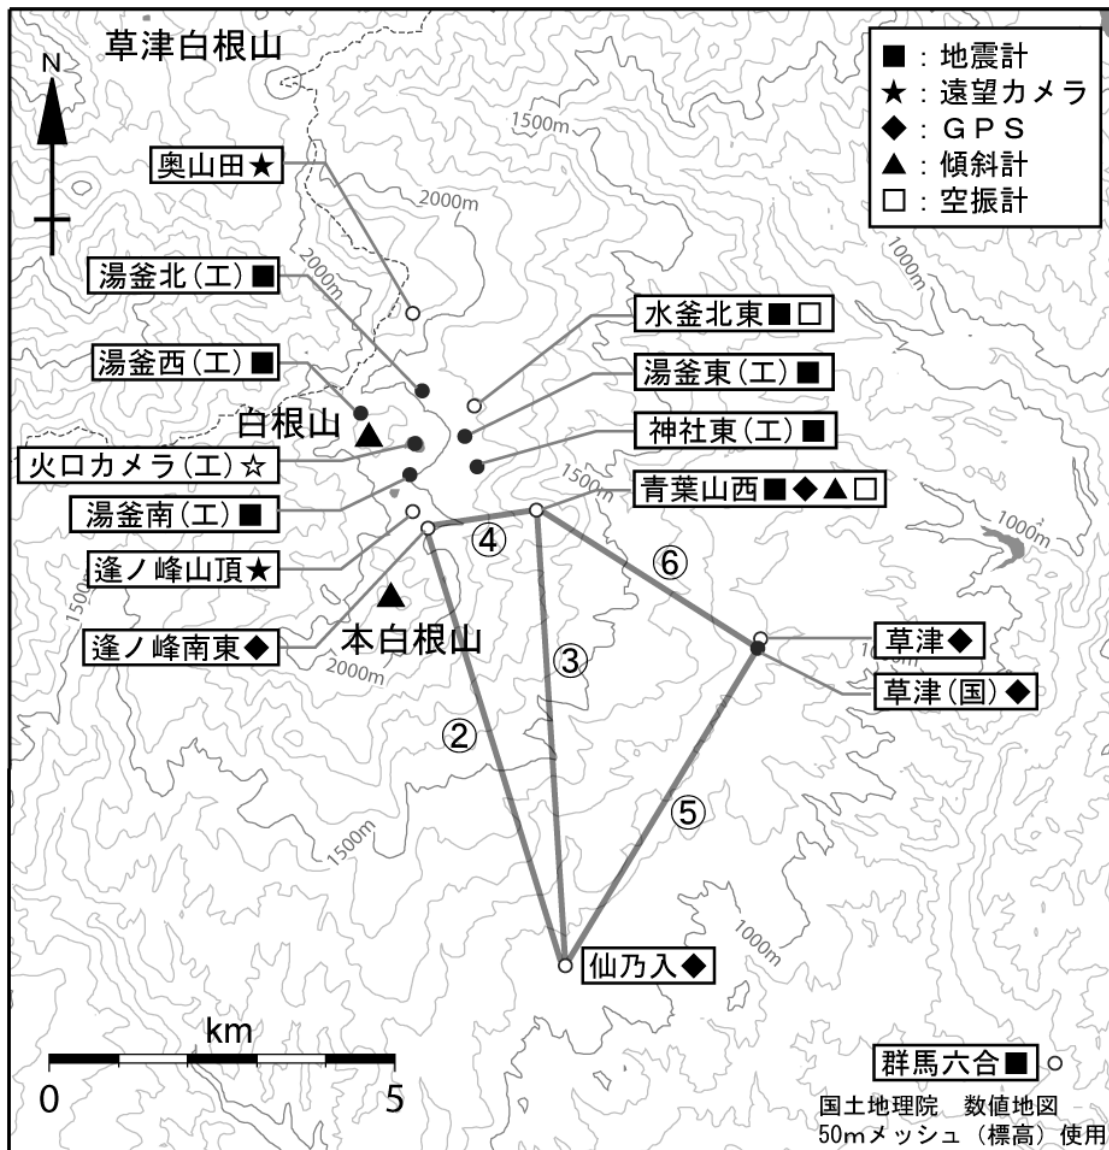 草津白根山
N
■：地震計
★：遠望カメラ
◆：ＧＰＳ
▲：傾斜計
□：空振計
1500m
奥山田★
2000m
1000m
湯釜北(工)■
2000m
水釜北東■□
湯釜西(工)■
湯釜東(工)■
白根山
神社東(工)■
火口カメラ(工)☆
1500m
青葉山西■◆▲□
湯釜南(工)■
1000m
④
逢ノ峰山頂★
⑥
1500m
本白根山
逢ノ峰南東◆
草津◆
2000m
③
草津(国)◆
②
⑤
1500m
1000m
仙乃入◆
km
0 5
群馬六合■
国土地理院　数値地図
50mメッシュ（標高）使用